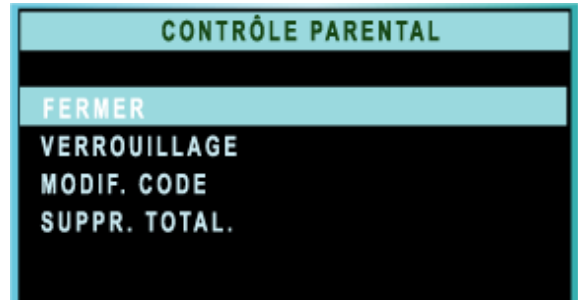 CONTRÔLE PARENTAL
FERMER
VERROUILLAGE
MODIF. CODE
SUPPR. TOTAL.